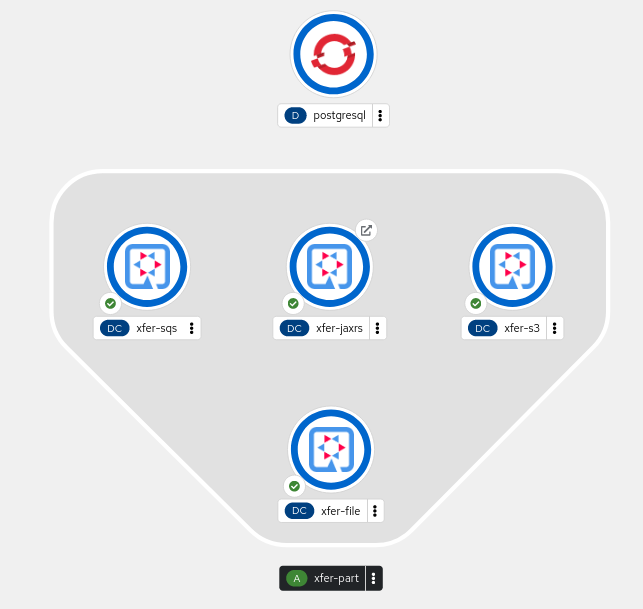 D postgresql
DC xfer-sqs
DC xfer-jaxrs
DC xfer-s3
DC xfer-file
A xfer-part